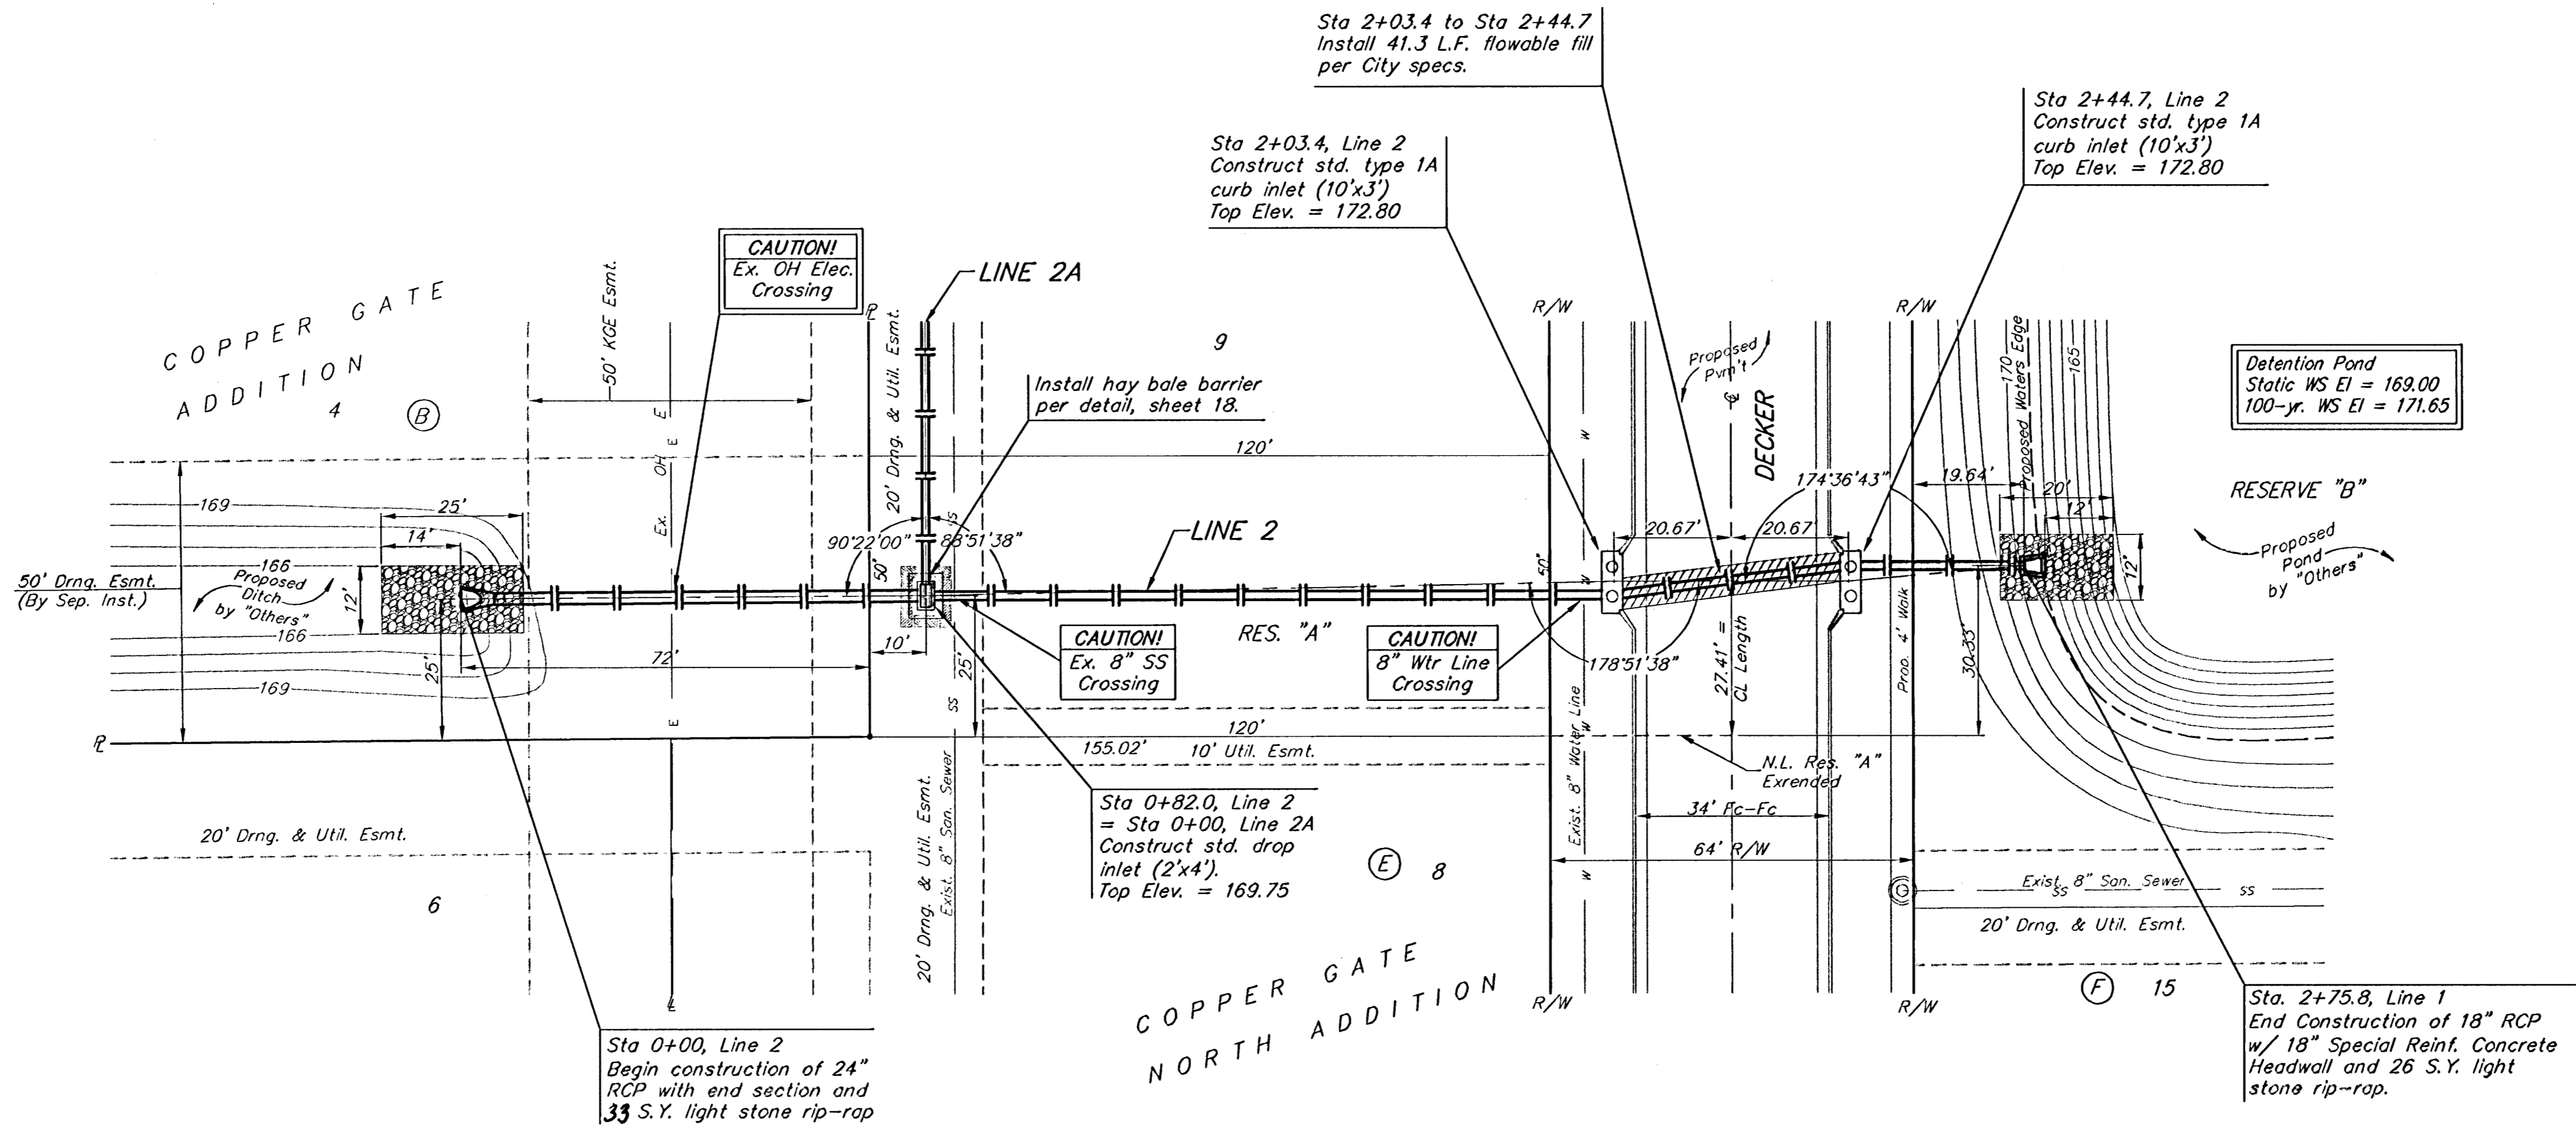 Sta 2+03.4 to Sta 2+44.7
Install 41.3 L.F. flowable fill
per City specs.
Sta 2+44.7, Line 2
Construct std. type 1A
curb inlet (10'x3')
Top Elev. = 172.80
Sta 2+03.4, Line 2
Construct std. type 1A
curb inlet (10'x3')
Top Elev. = 172.80
CAUTION!
Ex. OH Elec.
Crossing
LINE 2A
50' KGE Esmt.
COPPER GATE
ADDITION
4
B
PL
20' Drng. & Util. Esmt.
9
Install hay bale barrier
per detail, sheet 18.
R/W
R/W
Proposed
Pvm't
CL
DECKER
170
Proposed Waters Edge
165
Detention Pond
Static WS El = 169.00
100-yr. WS El = 171.65
RESERVE "B"
Proposed
Pond
by "Others"
E
Ex. OH E
E
SS
W
W
120'
174°36'43"
19.64'
20'
12'
12'
169
25'
14'
166
50' Drng. Esmt.
(By Sep. Inst.)
Proposed
Ditch
by "Others"
12'
166
169
25'
72'
90°22'00"
88°51'38"
50'
10'
25'
LINE 2
20.67'
20.67'
50'
RES. "A"
CAUTION!
Ex. 8" SS
Crossing
CAUTION!
8" Wtr Line
Crossing
178°51'38"
27.41' =
CL Length
Prop. 4' Walk
30.33'
E
SS
PL
120'
155.02'
10' Util. Esmt.
N.L. Res. "A"
Exrended
20' Drng. & Util. Esmt.
Exist. 8" San. Sewer
Exist. 8" Water Line
W
W
34' Fc-Fc
64' R/W
20' Drng. & Util. Esmt.
6
Sta 0+82.0, Line 2
= Sta 0+00, Line 2A
Construct std. drop
inlet (2'x4').
Top Elev. = 169.75
E
8
Exist. 8" San. Sewer
SS
SS
20' Drng. & Util. Esmt.
F
15
COPPER GATE
NORTH ADDITION
R/W
R/W
Sta 0+00, Line 2
Begin construction of 24"
RCP with end section and
33 S.Y. light stone rip-rap
Sta. 2+75.8, Line 1
End Construction of 18" RCP
w/ 18" Special Reinf. Concrete
Headwall and 26 S.Y. light
stone rip-rap.